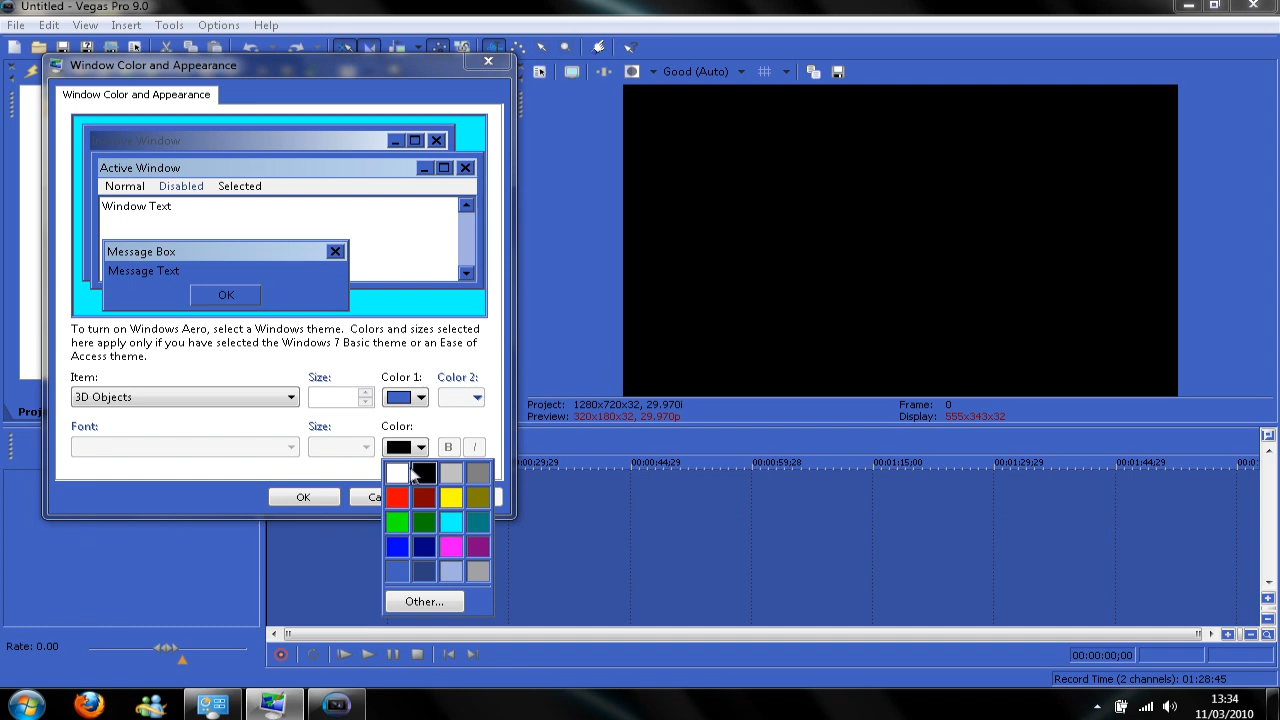 Untitled - Vegas Pro 9.0
File Edit View Insert Tools Options Help
Window Color and Appearance
Good (Auto)
Window Color and Appearance
Window
Active Window
Normal Disabled Selected
Window Text
Message Box
Message Text
OK
To turn on Windows Aero, select a Windows theme. Colors and sizes selected
here apply only if you have selected the Windows 7 Basic theme or an Ease of
Access theme.
Item: Size: Color 1: Color 2:
3D Objects
Font: Size: Color:
B I
OK
Other...
Project: 1280x720x32, 29.970i Frame: 0
Preview: 320x180x32, 29.970p Display: 555x343x32
00:00:44;29 00:00:59;28 00:01:15;00 00:01:29;29 00:01:44;29
Rate: 0.00
00:00:00;00
Record Time (2 channels): 01:28:45
13:34
11/03/2010